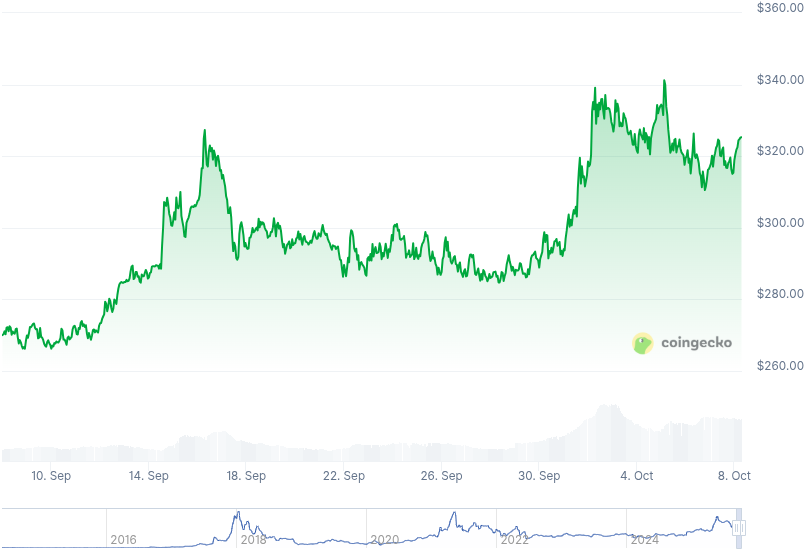 $360.00
$340.00
$320.00
$300.00
$280.00
coingecko
$260.00
10. Sep 14. Sep 18. Sep 22. Sep 26. Sep 30. Sep 4. Oct 8. Oct
2016 2018 2020 2022 2024